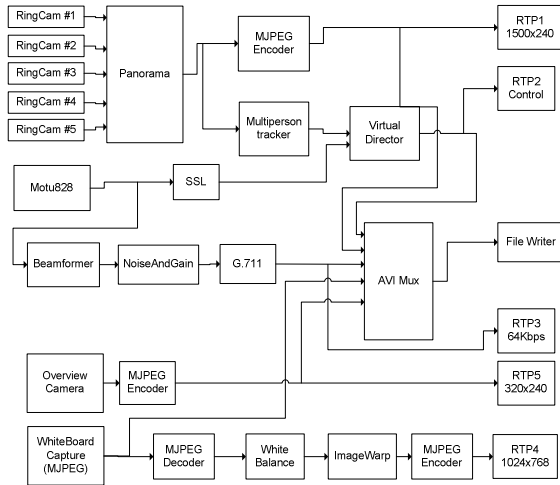 RingCam #1
RingCam #2
RingCam #3
RingCam #4
RingCam #5
Panorama
MJPEG
Encoder
RTP1
1500x240
RTP2
Control
Multiperson
tracker
Virtual
Director
Motu828
SSL
Beamformer
NoiseAndGain
G.711
AVI Mux
File Writer
RTP3
64Kbps
Overview
Camera
MJPEG
Encoder
RTP5
320x240
WhiteBoard
Capture
(MJPEG)
MJPEG
Decoder
White
Balance
ImageWarp
MJPEG
Encoder
RTP4
1024x768